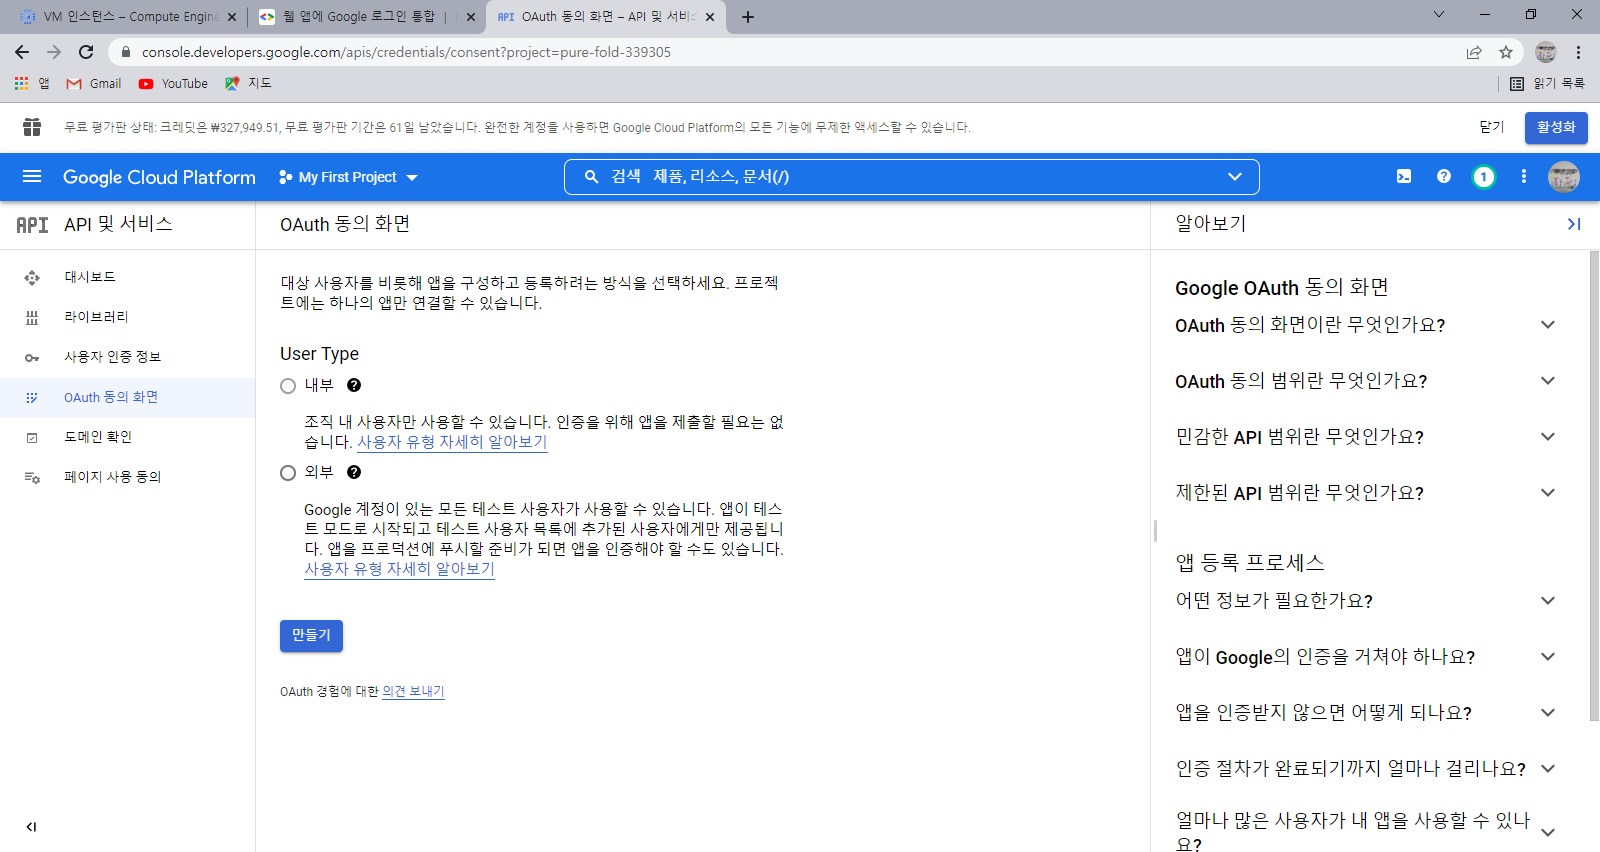 VM 인스턴스 – Compute Engine
웹 앱에 Google 로그인 통합 |
API OAuth 동의 화면 – API 및 서비스
console.developers.google.com/apis/credentials/consent?project=pure-fold-339305
앱 Gmail YouTube 지도 읽기 목록
무료 평가판 상태: 크레딧은 ₩327,949.51, 무료 평가판 기간은 61일 남았습니다. 완전한 계정을 사용하면 Google Cloud Platform의 모든 기능에 무제한 액세스할 수 있습니다.
닫기 활성화
Google Cloud Platform My First Project 검색 제품, 리소스, 문서(/) 1
API API 및 서비스
대시보드
라이브러리
사용자 인증 정보
OAuth 동의 화면
도메인 확인
페이지 사용 동의
OAuth 동의 화면
대상 사용자를 비롯해 앱을 구성하고 등록하려는 방식을 선택하세요. 프로젝
트에는 하나의 앱만 연결할 수 있습니다.
User Type
내부
조직 내 사용자만 사용할 수 있습니다. 인증을 위해 앱을 제출할 필요는 없
습니다. 사용자 유형 자세히 알아보기
외부
Google 계정이 있는 모든 테스트 사용자가 사용할 수 있습니다. 앱이 테스
트 모드로 시작되고 테스트 사용자 목록에 추가된 사용자에게만 제공됩니
다. 앱을 프로덕션에 푸시할 준비가 되면 앱을 인증해야 할 수도 있습니다.
사용자 유형 자세히 알아보기
만들기
OAuth 경험에 대한 의견 보내기
알아보기
Google OAuth 동의 화면
OAuth 동의 화면이란 무엇인가요?
OAuth 동의 범위란 무엇인가요?
민감한 API 범위란 무엇인가요?
제한된 API 범위란 무엇인가요?
앱 등록 프로세스
어떤 정보가 필요한가요?
앱이 Google의 인증을 거쳐야 하나요?
앱을 인증받지 않으면 어떻게 되나요?
인증 절차가 완료되기까지 얼마나 걸리나요?
얼마나 많은 사용자가 내 앱을 사용할 수 있나
요?